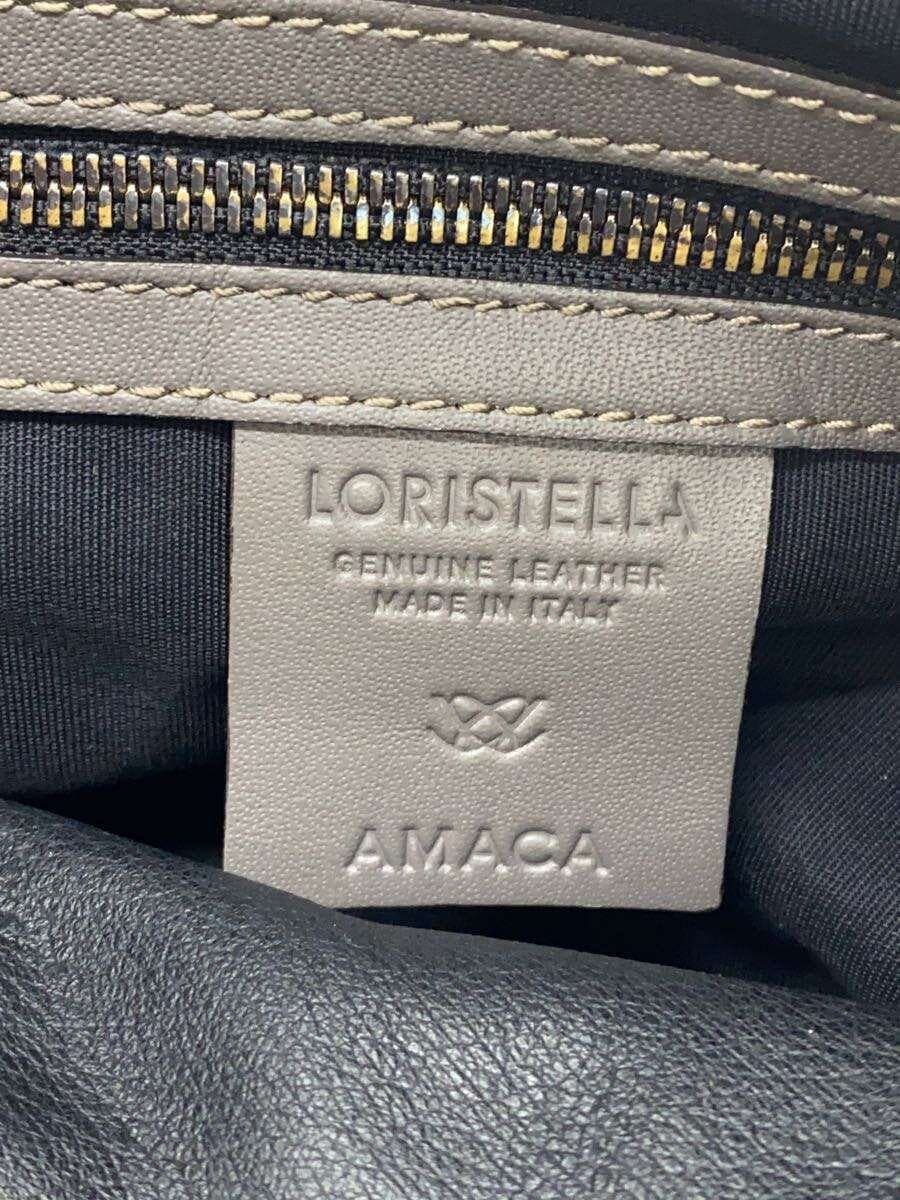 LORISTELLA
GENUINE LEATHER
MADE IN ITALY
AMACA